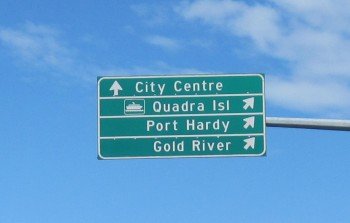 City Centre
Quadra Isl
Port Hardy
Gold River